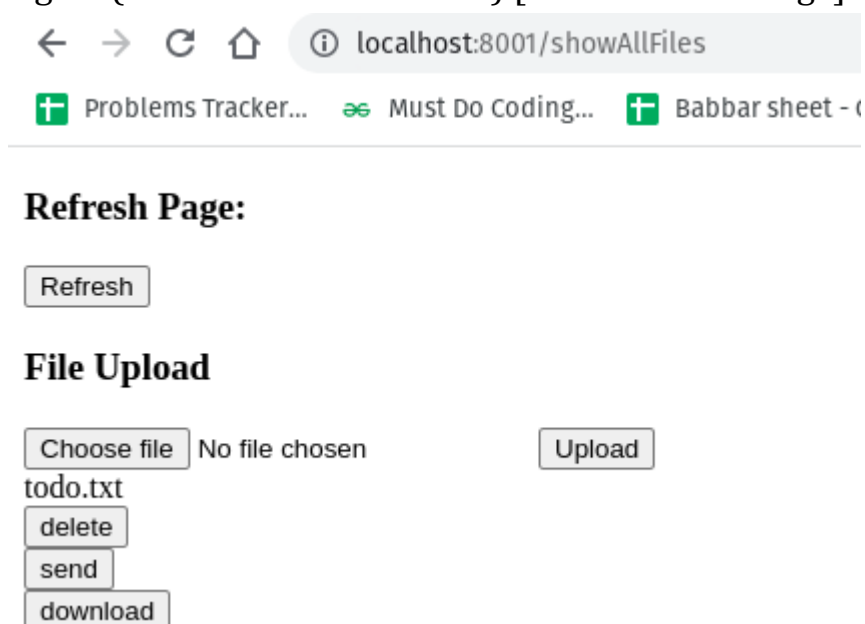 localhost:8001/showAllFiles
Problems Tracker... Must Do Coding... Babbar sheet -
Refresh Page:
Refresh
File Upload
Choose file No file chosen Upload
todo.txt
delete
send
download